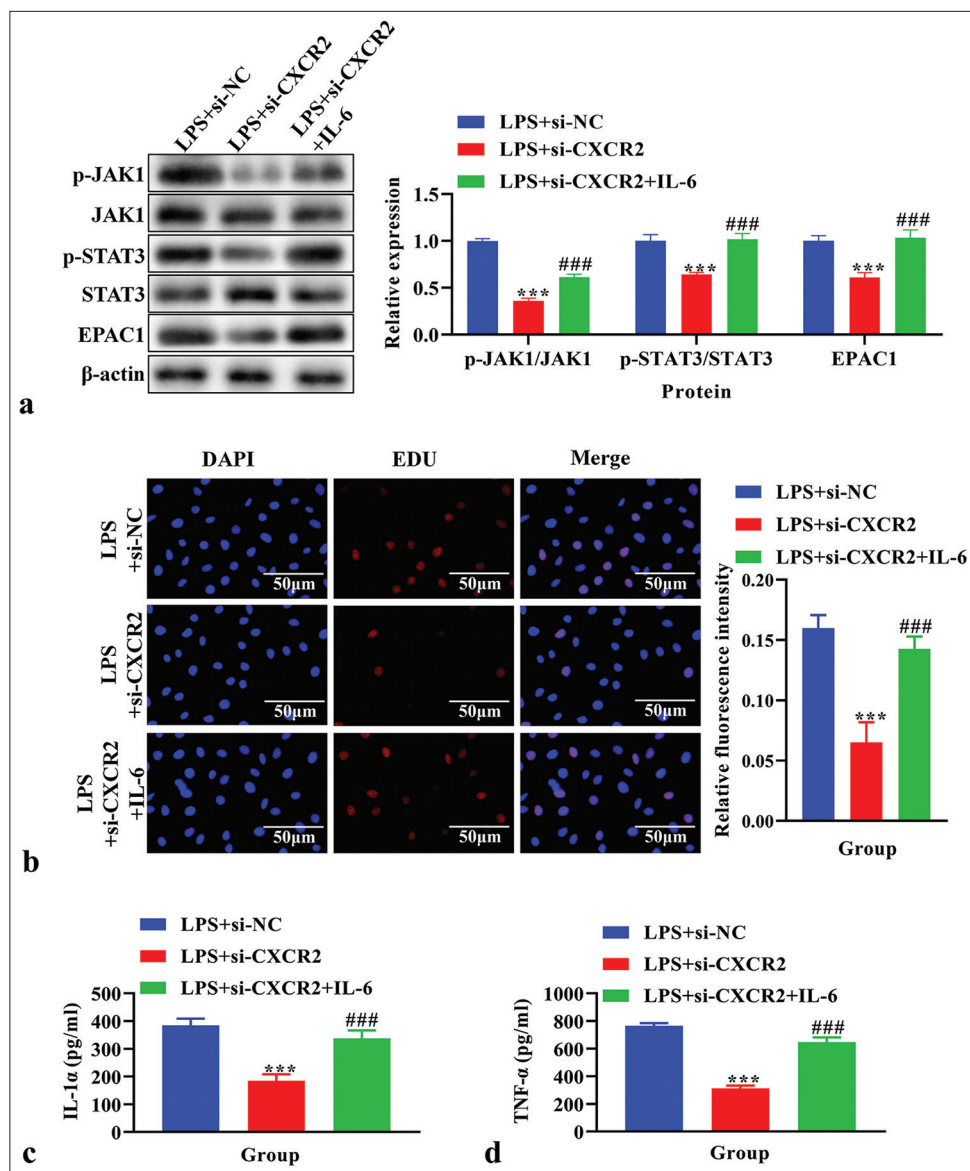 LPS+si-NC
LPS+si-CXCR2
LPS+si-CXCR2
+IL-6
p-JAK1
JAK1
p-STAT3
STAT3
EPAC1
β-actin
LPS+si-NC
LPS+si-CXCR2
LPS+si-CXCR2+IL-6
Relative expression
1.5
1.0
0.5
0.0
***
###
***
###
***
###
p-JAK1/JAK1
p-STAT3/STAT3
EPAC1
Protein
a
DAPI
EDU
Merge
LPS
+si-NC
50μm
50μm
50μm
LPS
+si-CXCR2
50μm
50μm
50μm
LPS
+si-CXCR2
+IL-6
50μm
50μm
50μm
LPS+si-NC
LPS+si-CXCR2
LPS+si-CXCR2+IL-6
Relative fluorescence intensity
0.20
0.15
0.10
0.05
0.00
***
###
Group
b
LPS+si-NC
LPS+si-CXCR2
LPS+si-CXCR2+IL-6
IL-1α (pg/ml)
500
400
300
200
100
0
***
###
Group
c
LPS+si-NC
LPS+si-CXCR2
LPS+si-CXCR2+IL-6
TNF-α (pg/ml)
1000
800
600
400
200
0
***
###
Group
d